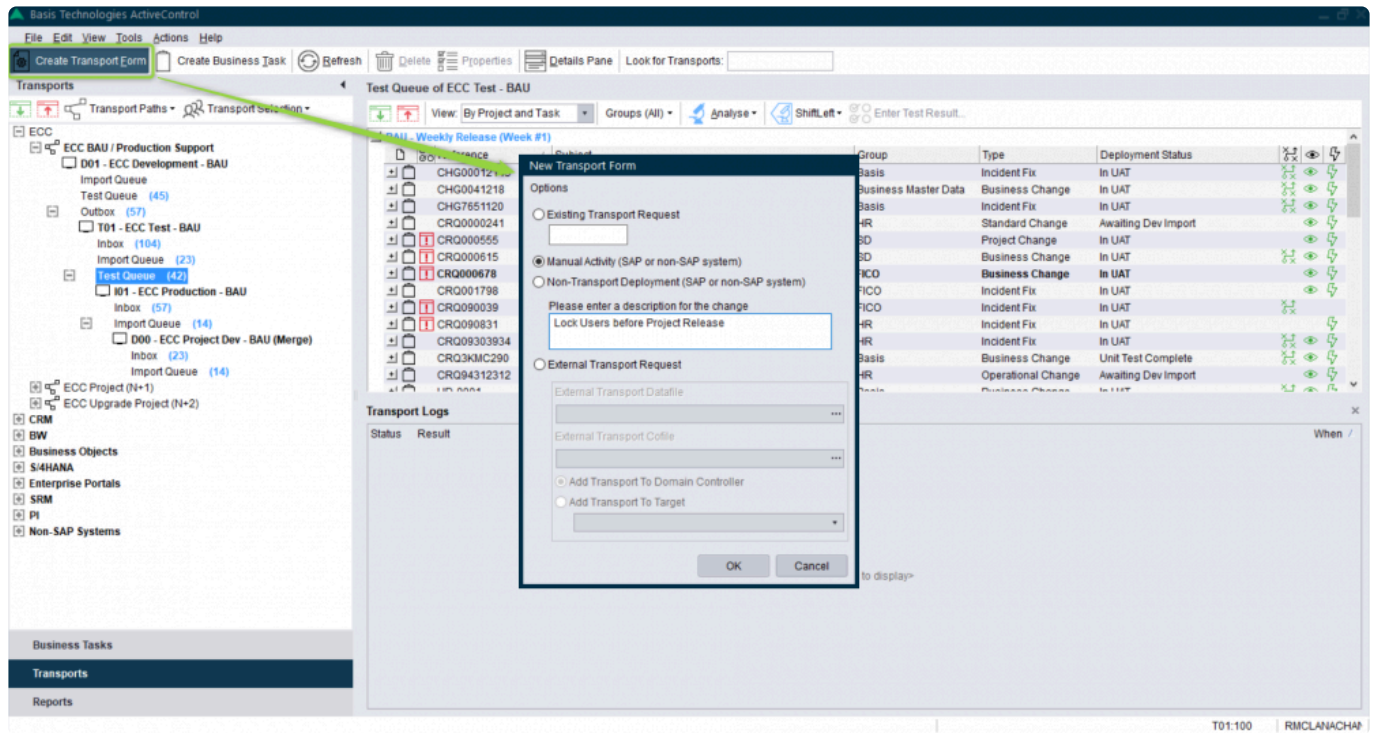 Basis Technologies ActiveControl
File Edit View Tools Actions Help
Create Transport Form Create Business Task Refresh Delete Properties Details Pane Look for Transports:
Transports
Transport Paths Transport Selection
ECC
ECC BAU / Production Support
D01 - ECC Development - BAU
Import Queue
Test Queue (45)
Outbox (57)
T01 - ECC Test - BAU
Inbox (104)
Import Queue (23)
Test Queue (42)
I01 - ECC Production - BAU
Inbox (57)
Import Queue (14)
D00 - ECC Project Dev - BAU (Merge)
Inbox (23)
Import Queue (14)
ECC Project (N+1)
ECC Upgrade Project (N+2)
CRM
BW
Business Objects
S/4HANA
Enterprise Portals
SRM
PI
Non-SAP Systems
Business Tasks
Transports
Reports
Test Queue of ECC Test - BAU
View: By Project and Task Groups (All) Analyse ShiftLeft Enter Test Result...
BAU - Weekly Release (Week #1)
Subject Group Type Deployment Status
Basis Incident Fix In UAT
CHG0041218 Business Master Data Business Change In UAT
CHG7651120 Basis Incident Fix In UAT
CRQ0000241 HR Standard Change Awaiting Dev Import
CRQ000555 SD Project Change In UAT
CRQ000615 SD Business Change In UAT
CRQ000678 FICO Business Change In UAT
CRQ001798 FICO Incident Fix In UAT
CRQ090039 FICO Incident Fix In UAT
CRQ090831 HR Incident Fix In UAT
CRQ09303934 HR Incident Fix In UAT
CRQ3KMC290 Basis Business Change Unit Test Complete
CRQ94312312 HR Operational Change Awaiting Dev Import
New Transport Form
Options
Existing Transport Request
Manual Activity (SAP or non-SAP system)
Non-Transport Deployment (SAP or non-SAP system)
Please enter a description for the change
Lock Users before Project Release
External Transport Request
External Transport Datafile
...
External Transport Cofile
...
Add Transport To Domain Controller
Add Transport To Target
OK Cancel
Transport Logs
Status Result When /
to display>
T01:100 RMCLANACHAN